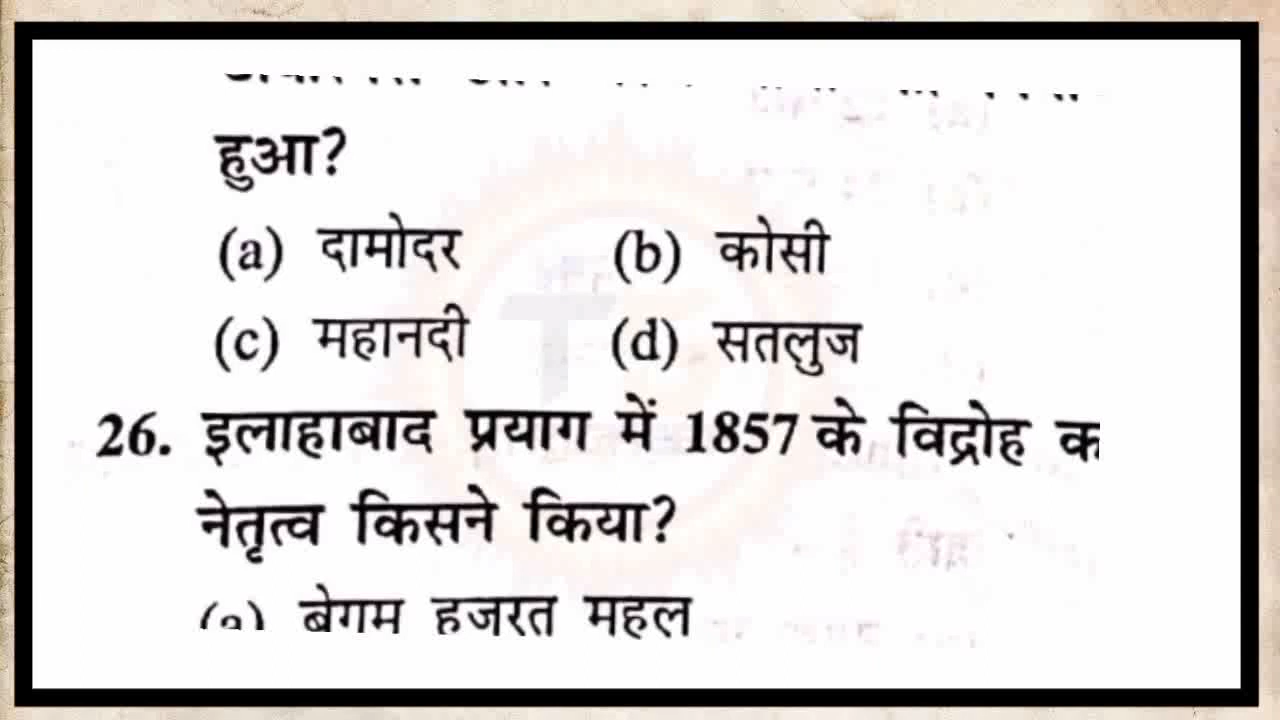 हुआ?
(a) दामोदर (b) कोसी
(c) महानदी (d) सतलुज
26. इलाहाबाद प्रयाग में 1857 के विद्रोह क
नेतृत्व किसने किया?
(a) बेगम हजरत महल